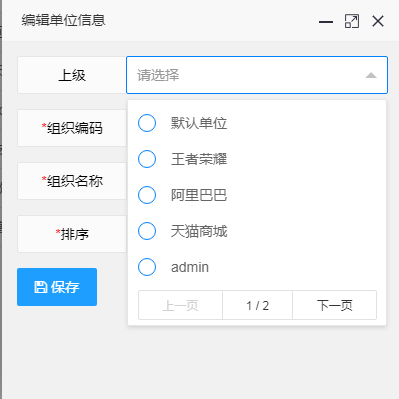 编辑单位信息
上级
请选择
默认单位
*组织编码
王者荣耀
*组织名称
阿里巴巴
天猫商城
*排序
admin
保存
上一页 1 / 2 下一页